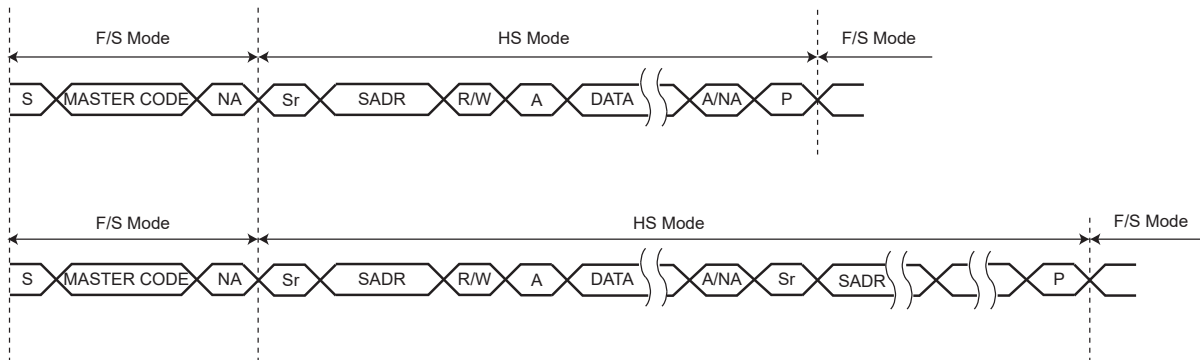 F/S Mode HS Mode F/S Mode
S MASTER CODE NA Sr SADR R/W A DATA A/NA P
F/S Mode HS Mode F/S Mode
S MASTER CODE NA Sr SADR R/W A DATA A/NA Sr SADR P